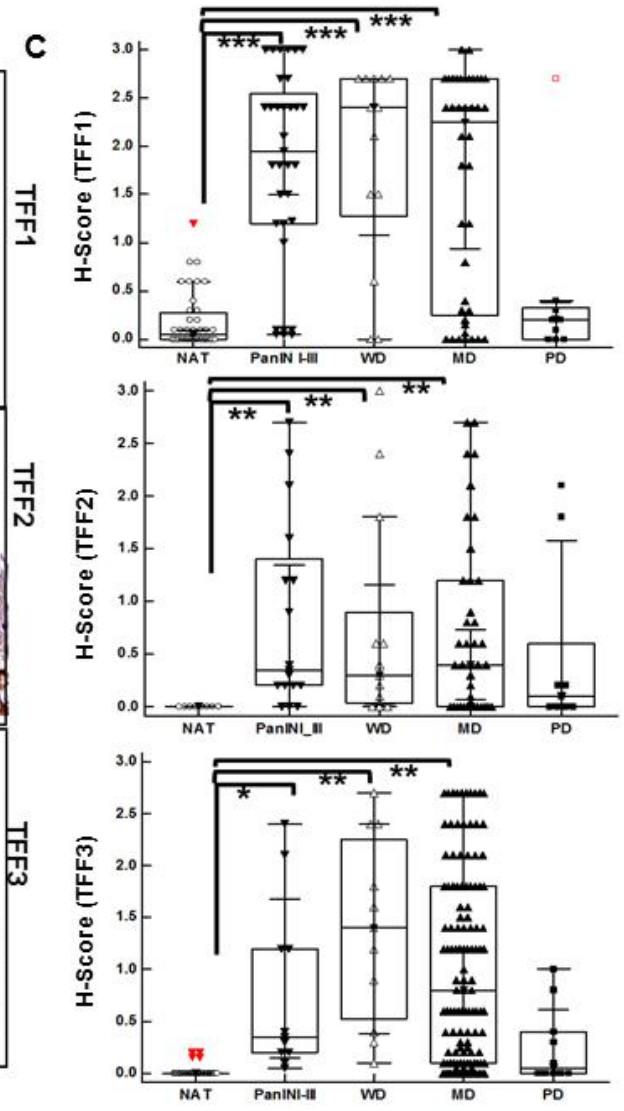 C
TFF1
H-Score (TFF1)
*** *** ***
3.0
2.5
2.0
1.5
1.0
0.5
0.0
NAT PanIN I-III WD MD PD
TFF2
H-Score (TFF2)
** ** **
3.0
2.5
2.0
1.5
1.0
0.5
0.0
NAT PanINI_III WD MD PD
TFF3
H-Score (TFF3)
* ** **
3.0
2.5
2.0
1.5
1.0
0.5
0.0
NAT PanINI-III WD MD PD